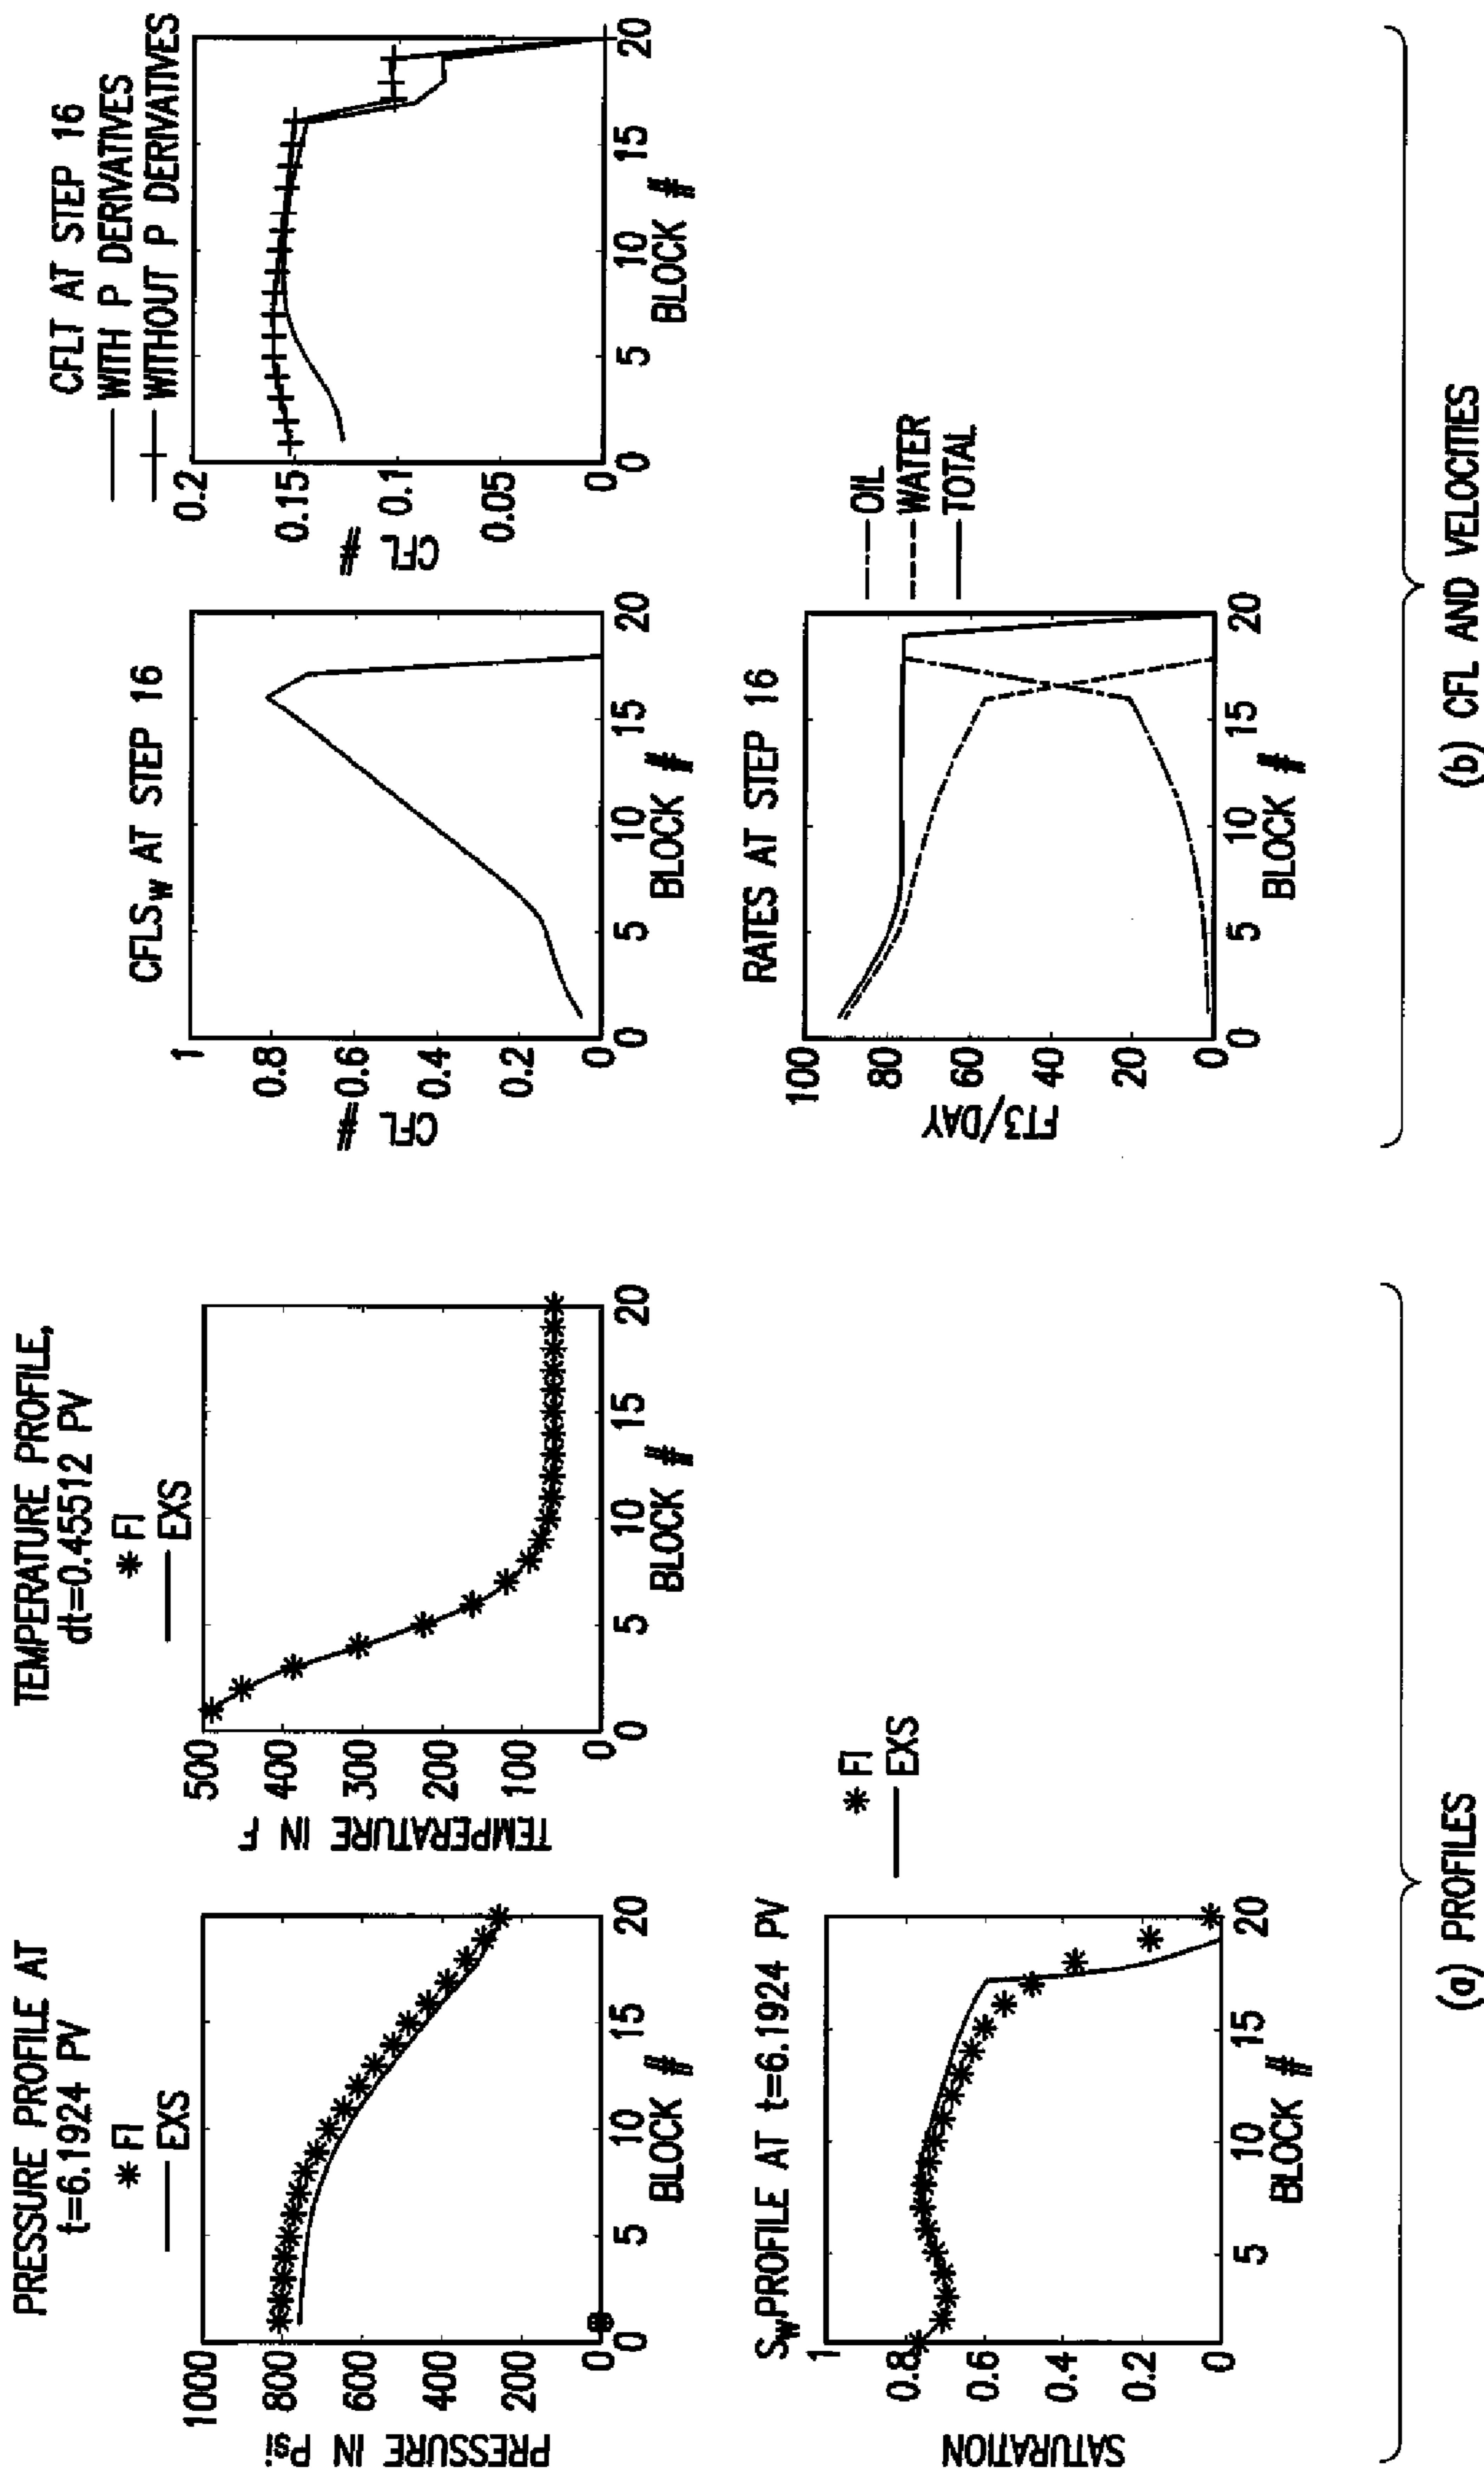 PRESSURE PROFILE AT
t=6.1924 PV
* FI
EXS
1000
800
600
400
200
0
PRESSURE IN Psi
0
5
10
15
20
BLOCK #
TEMPERATURE PROFILE,
dt=0.45512 PV
* FI
EXS
500
400
300
200
100
0
TEMPERATURE IN F
0
5
10
15
20
BLOCK #
Sw PROFILE AT t=6.1924 PV
* FI
EXS
1
0.8
0.6
0.4
0.2
0
SATURATION
5
10
15
20
BLOCK #
(a) PROFILES
CFLSw AT STEP 16
1
0.8
0.6
0.4
0.2
0
CFL #
0
5
10
15
20
BLOCK #
CFLT AT STEP 16
WITH P DERIVATIVES
WITHOUT P DERIVATIVES
0.2
0.15
0.1
0.05
0
CFL #
0
5
10
15
20
BLOCK #
RATES AT STEP 16
OIL
WATER
TOTAL
100
80
60
40
20
0
FT3/DAY
0
5
10
15
20
BLOCK #
(b) CFL AND VELOCITIES